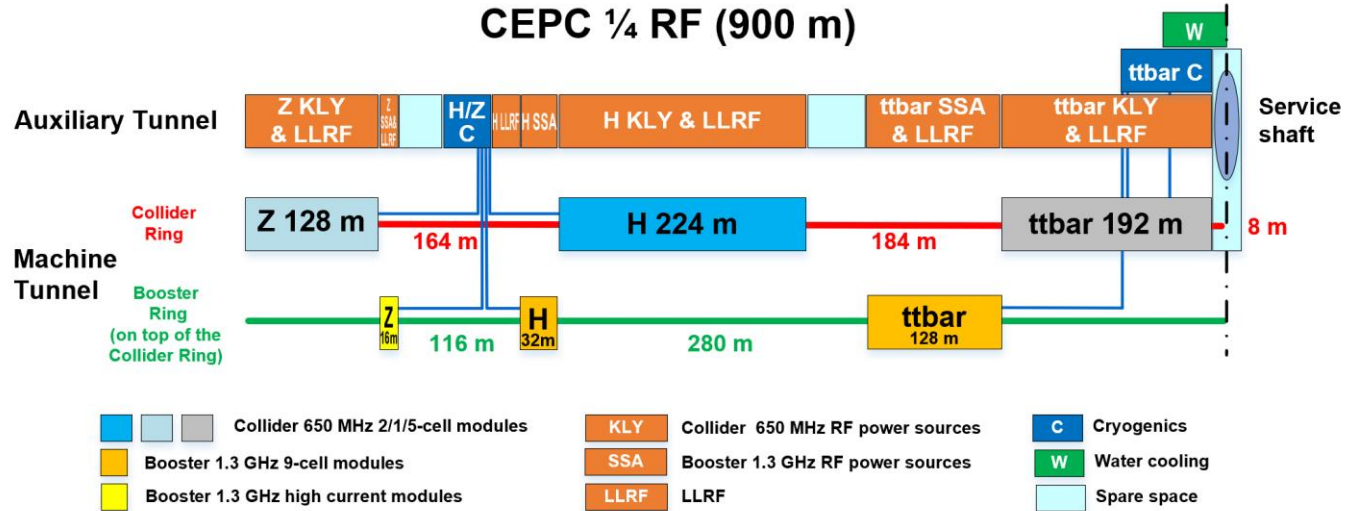 CEPC ¼ RF (900 m)
W
ttbar C
Auxiliary Tunnel
Z KLY
& LLRF
Z
SSA&
LLRF
H/Z
C
H LLRF
H SSA
H KLY & LLRF
ttbar SSA
& LLRF
ttbar KLY
& LLRF
Service
shaft
Machine
Tunnel
Collider
Ring
Z 128 m
164 m
H 224 m
184 m
ttbar 192 m
8 m
Booster
Ring
(on top of the
Collider Ring)
Z
16m
116 m
H
32m
280 m
ttbar
128 m
Collider 650 MHz 2/1/5-cell modules
Booster 1.3 GHz 9-cell modules
Booster 1.3 GHz high current modules
KLY Collider 650 MHz RF power sources
SSA Booster 1.3 GHz RF power sources
LLRF LLRF
C Cryogenics
W Water cooling
Spare space